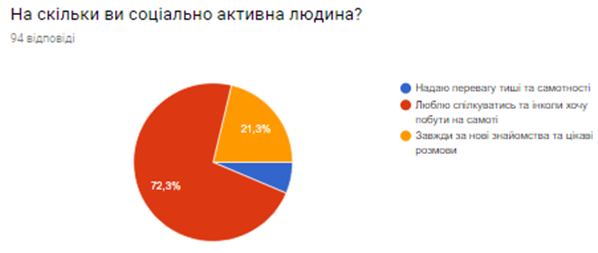 На скільки ви соціально активна людина?
94 відповіді
Надаю перевагу тиші та самотності
Люблю спілкуватись та інколи хочу
побути на самоті
Завжди за нові знайомства та цікаві
розмови
21,3%
72,3%